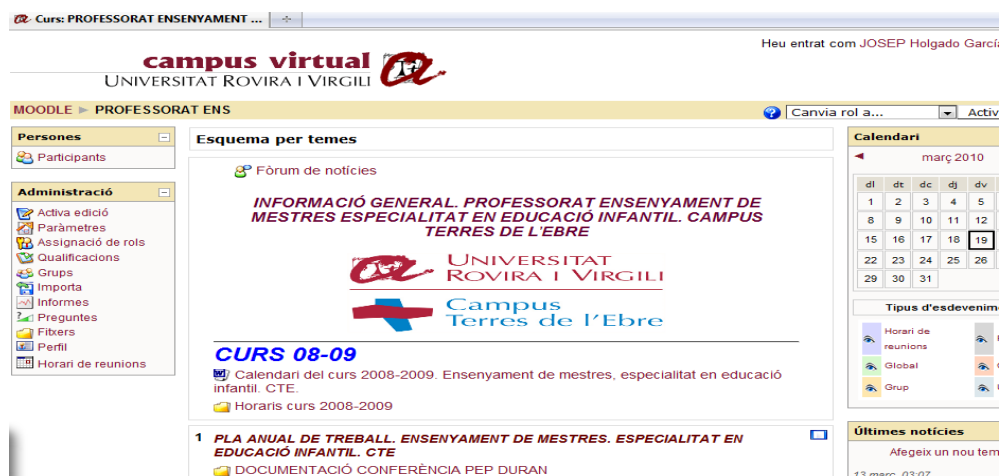 Curs: PROFESSORAT ENSENYAMENT ...
Heu entrat com JOSEP Holgado García
campus virtual
UNIVERSITAT ROVIRA I VIRGILI
MOODLE ► PROFESSORAT ENS
Canvia rol a...
Activ
Persones
Participants
Administració
Activa edició
Paràmetres
Assignació de rols
Qualificacions
Grups
Importa
Informes
Preguntes
Fitxers
Perfil
Horari de reunions
Esquema per temes
Fòrum de notícies
INFORMACIÓ GENERAL. PROFESSORAT ENSENYAMENT DE
MESTRES ESPECIALITAT EN EDUCACIÓ INFANTIL. CAMPUS
TERRES DE L'EBRE
UNIVERSITAT
ROVIRA I VIRGILI
Campus
Terres de l'Ebre
CURS 08-09
Calendari del curs 2008-2009. Ensenyament de mestres, especialitat en educació
infantil. CTE.
Horaris curs 2008-2009
1 PLA ANUAL DE TREBALL. ENSENYAMENT DE MESTRES. ESPECIALITAT EN
EDUCACIÓ INFANTIL. CTE
DOCUMENTACIÓ CONFERÈNCIA PEP DURAN
Calendari
◄ març 2010
dl dt dc dj dv
1 2 3 4 5
8 9 10 11 12
15 16 17 18 19
22 23 24 25 26
29 30 31
Tipus d'esdevenim
Horari de
reunions
Global
Grup
Últimes notícies
Afegeix un nou tem
13 març, 03:07